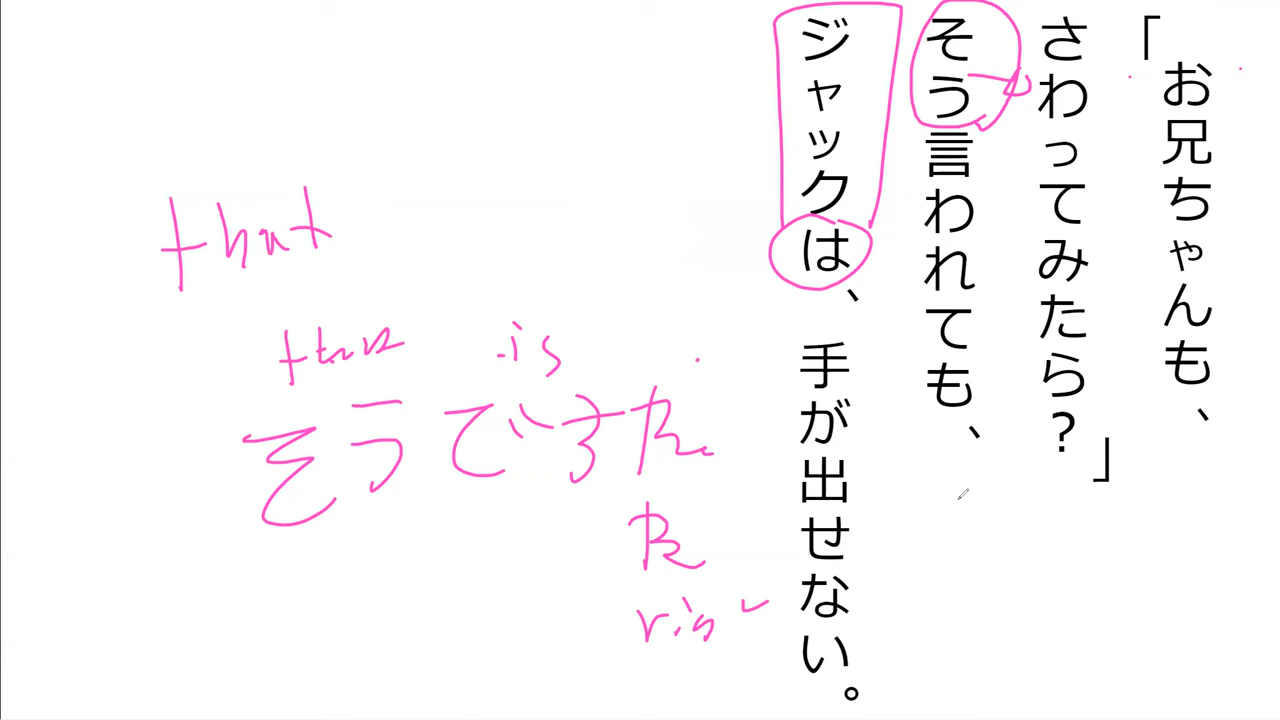 「お兄ちゃんも、
さわってみたら？」
そう言われても、
ジャックは、手が出せない。
that
is
そうですね